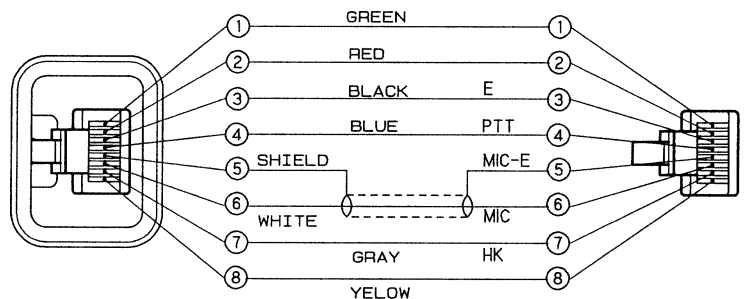 1 GREEN 1
2 RED 2
3 BLACK E 3
4 BLUE PTT 4
5 SHIELD MIC-E 5
6 WHITE MIC 6
7 GRAY HK 7
8 YELOW 8